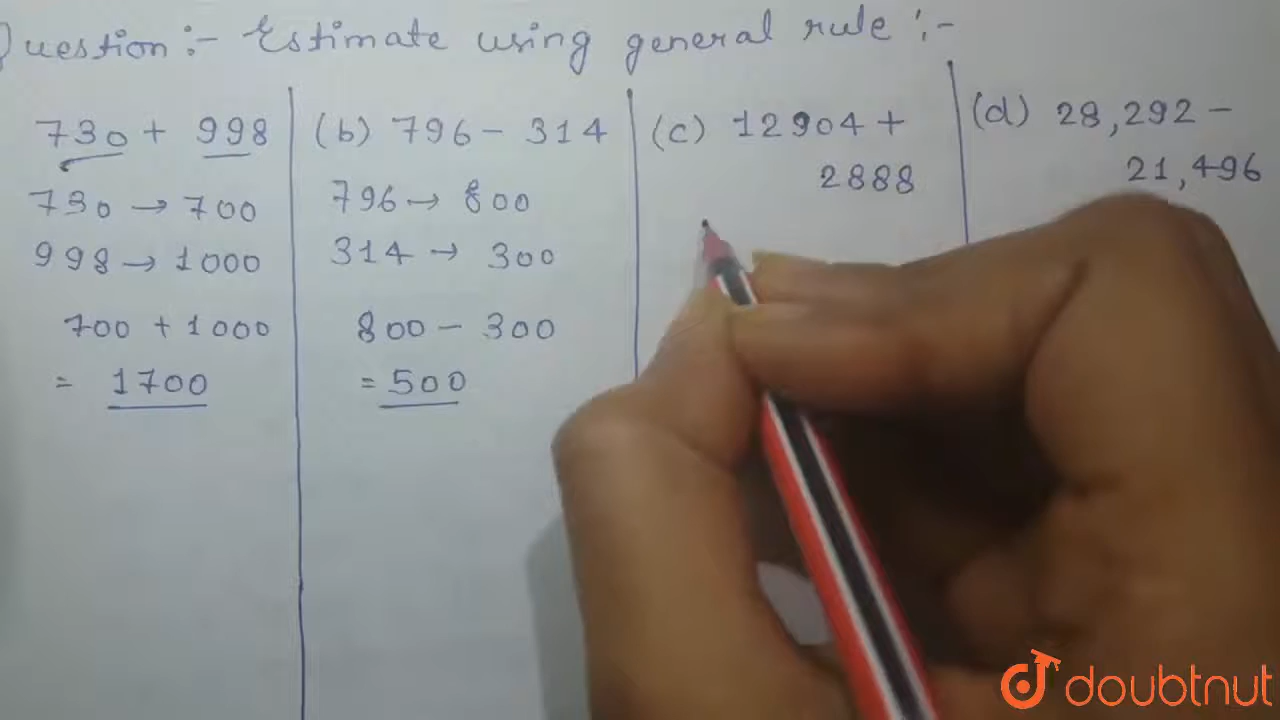 Question :- Estimate using general rule :-
730 + 998
730 → 700
998 → 1000
700 + 1000
= 1700
(b) 796 - 314
796 → 800
314 → 300
800 - 300
= 500
(c) 12904 +
2888
(d) 28,292 -
21,496
doubtnut